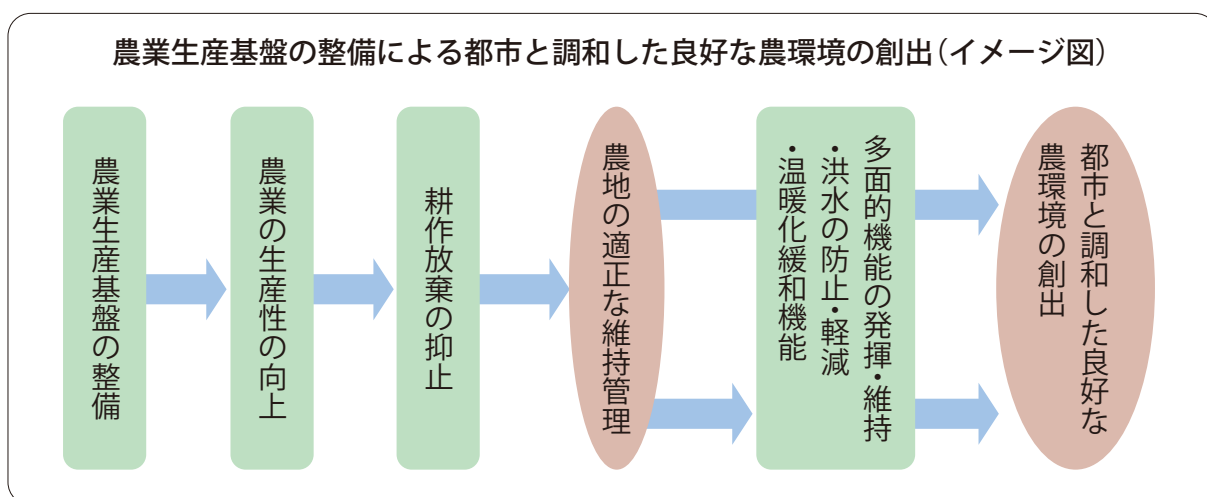 農業生産基盤の整備による都市と調和した良好な農環境の創出(イメージ図)
農業生産基盤の整備
農業の生産性の向上
耕作放棄の抑止
農地の適正な維持管理
多面的機能の発揮・維持
・洪水の防止・軽減
・温暖化緩和機能
都市と調和した良好な
農環境の創出